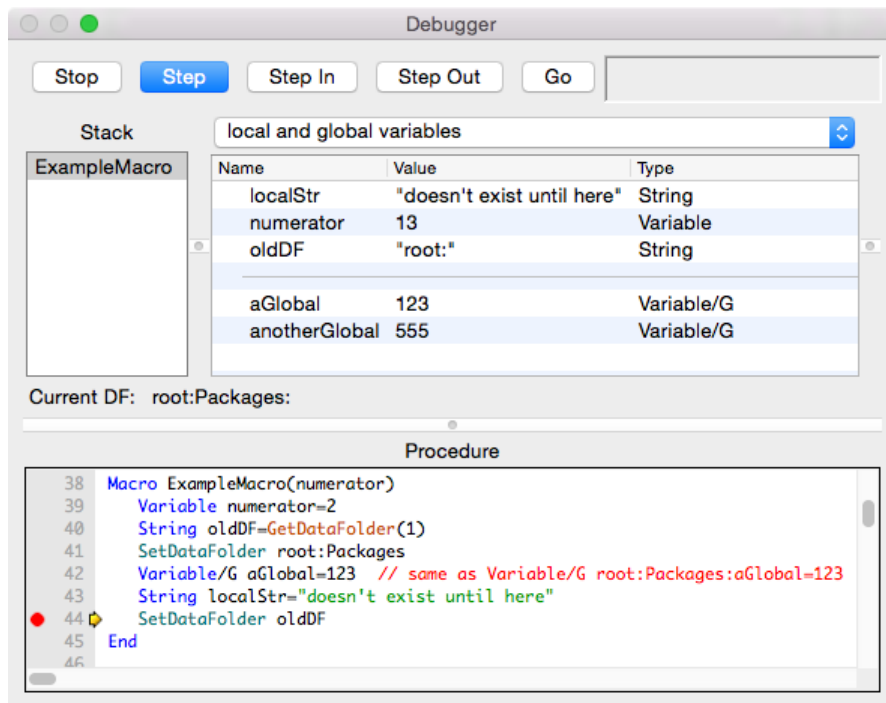 Debugger
Stop Step Step In Step Out Go
Stack local and global variables
ExampleMacro Name Value Type
localStr "doesn't exist until here" String
numerator 13 Variable
oldDF "root:" String
aGlobal 123 Variable/G
anotherGlobal 555 Variable/G
Current DF: root:Packages:
Procedure
38 Macro ExampleMacro(numerator)
39 Variable numerator=2
40 String oldDF=GetDataFolder(1)
41 SetDataFolder root:Packages
42 Variable/G aGlobal=123 // same as Variable/G root:Packages:aGlobal=123
43 String localStr="doesn't exist until here"
44 SetDataFolder oldDF
45 End
46